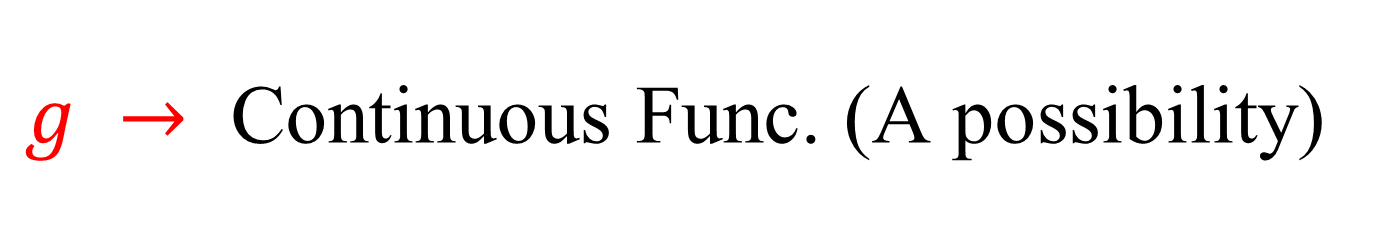 g → Continuous Func. (A possibility)